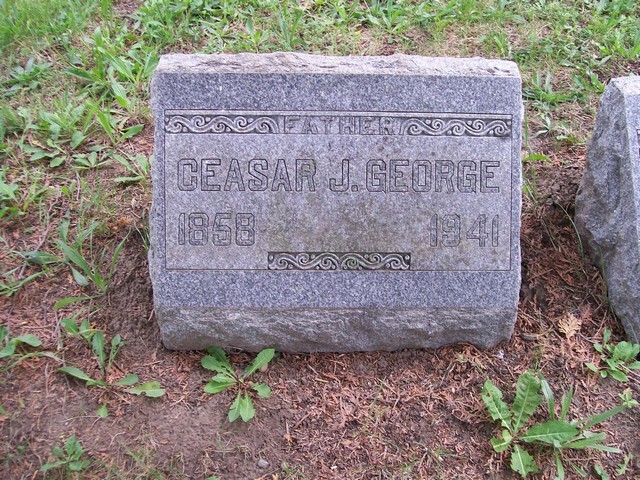 FATHER
CEASAR J. GEORGE
1858 1941